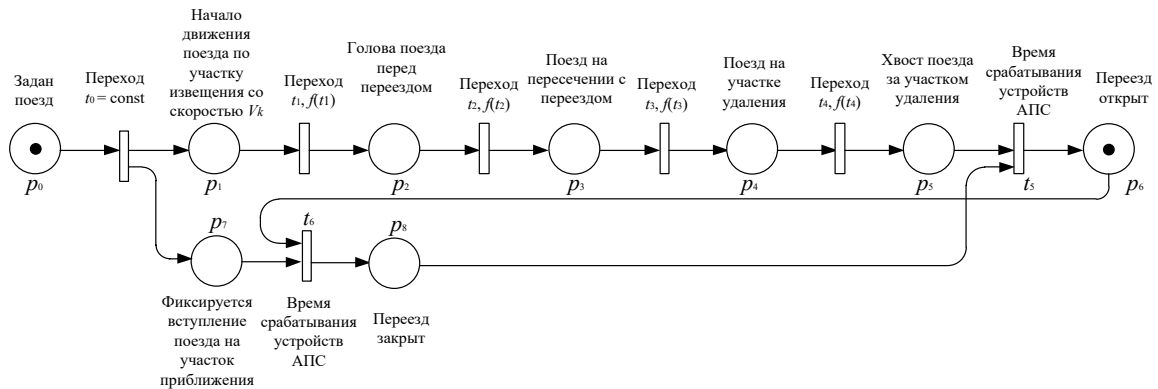 Задан
поезд
p0
Переход
t0 = const
Начало
движения
поезда по
участку
извещения со
скоростью Vk
p1
Переход
t1, f(t1)
Голова поезда
перед
переездом
p2
Переход
t2, f(t2)
Поезд на
пересечении с
переездом
p3
Переход
t3, f(t3)
Поезд на
участке
удаления
p4
Переход
t4, f(t4)
Хвост поезда
за участком
удаления
p5
Время
срабатывания
устройств
АПС
t5
Переезд
открыт
p6
p7
Фиксируется
вступление
поезда на
участок
приближения
t6
Время
срабатывания
устройств
АПС
p8
Переезд
закрыт